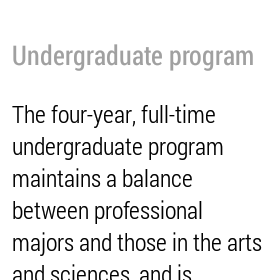 Undergraduate program
The four-year, full-time
undergraduate program
maintains a balance
between professional
majors and those in the arts
and sciences, and is